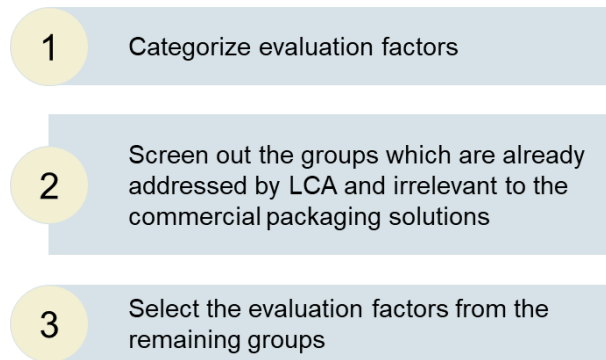 1
Categorize evaluation factors
2
Screen out the groups which are already
addressed by LCA and irrelevant to the
commercial packaging solutions
3
Select the evaluation factors from the
remaining groups